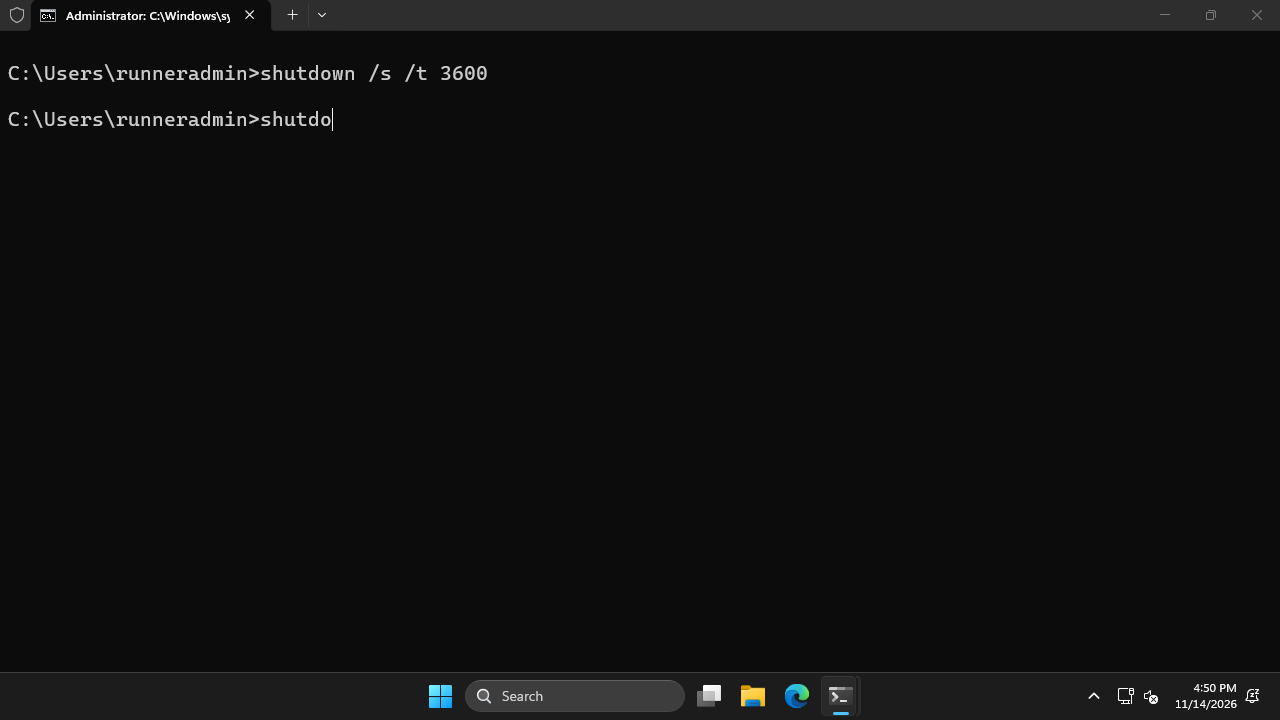 Administrator: C:\Windows\sy
C:\Users\runneradmin>shutdown /s /t 3600
C:\Users\runneradmin>shutdo
Search
4:50 PM
11/14/2026